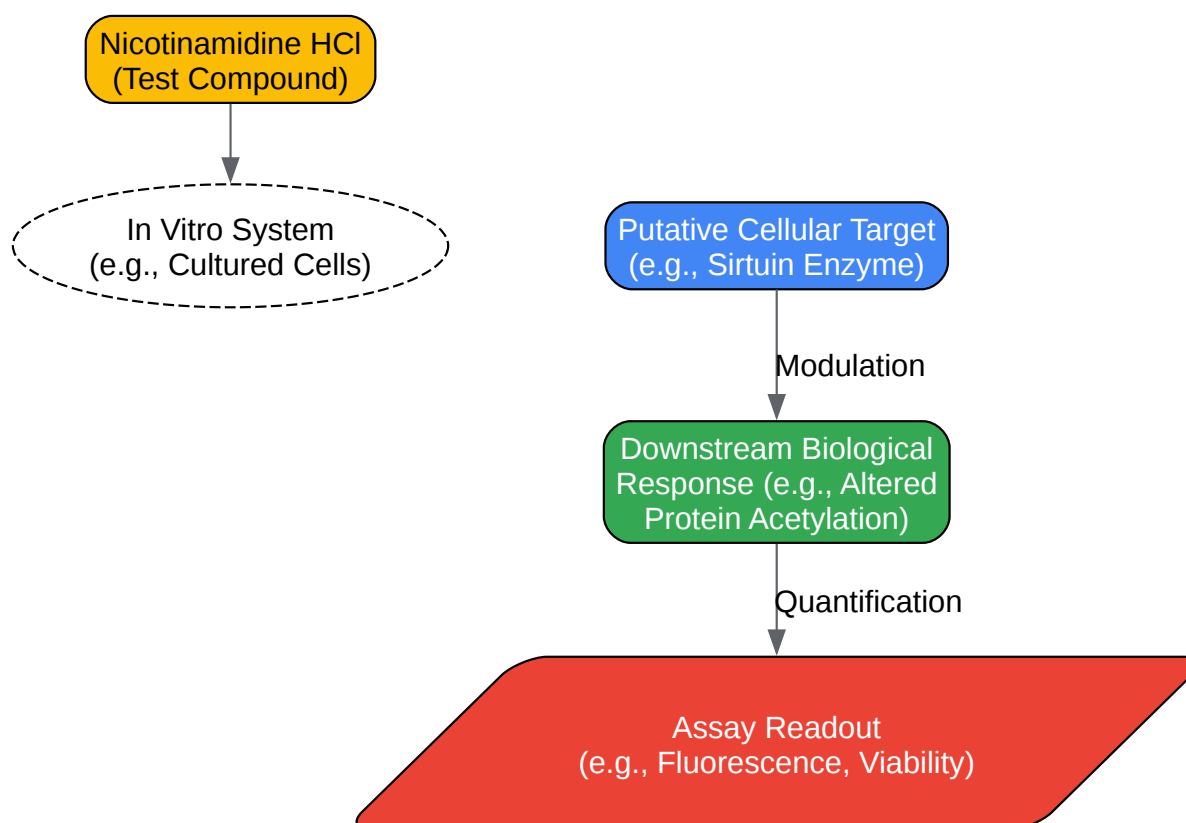 Nicotinamidine HCl
(Test Compound)
In Vitro System
(e.g., Cultured Cells)
Putative Cellular Target
(e.g., Sirtuin Enzyme)
Modulation
Downstream Biological
Response (e.g., Altered
Protein Acetylation)
Quantification
Assay Readout
(e.g., Fluorescence, Viability)